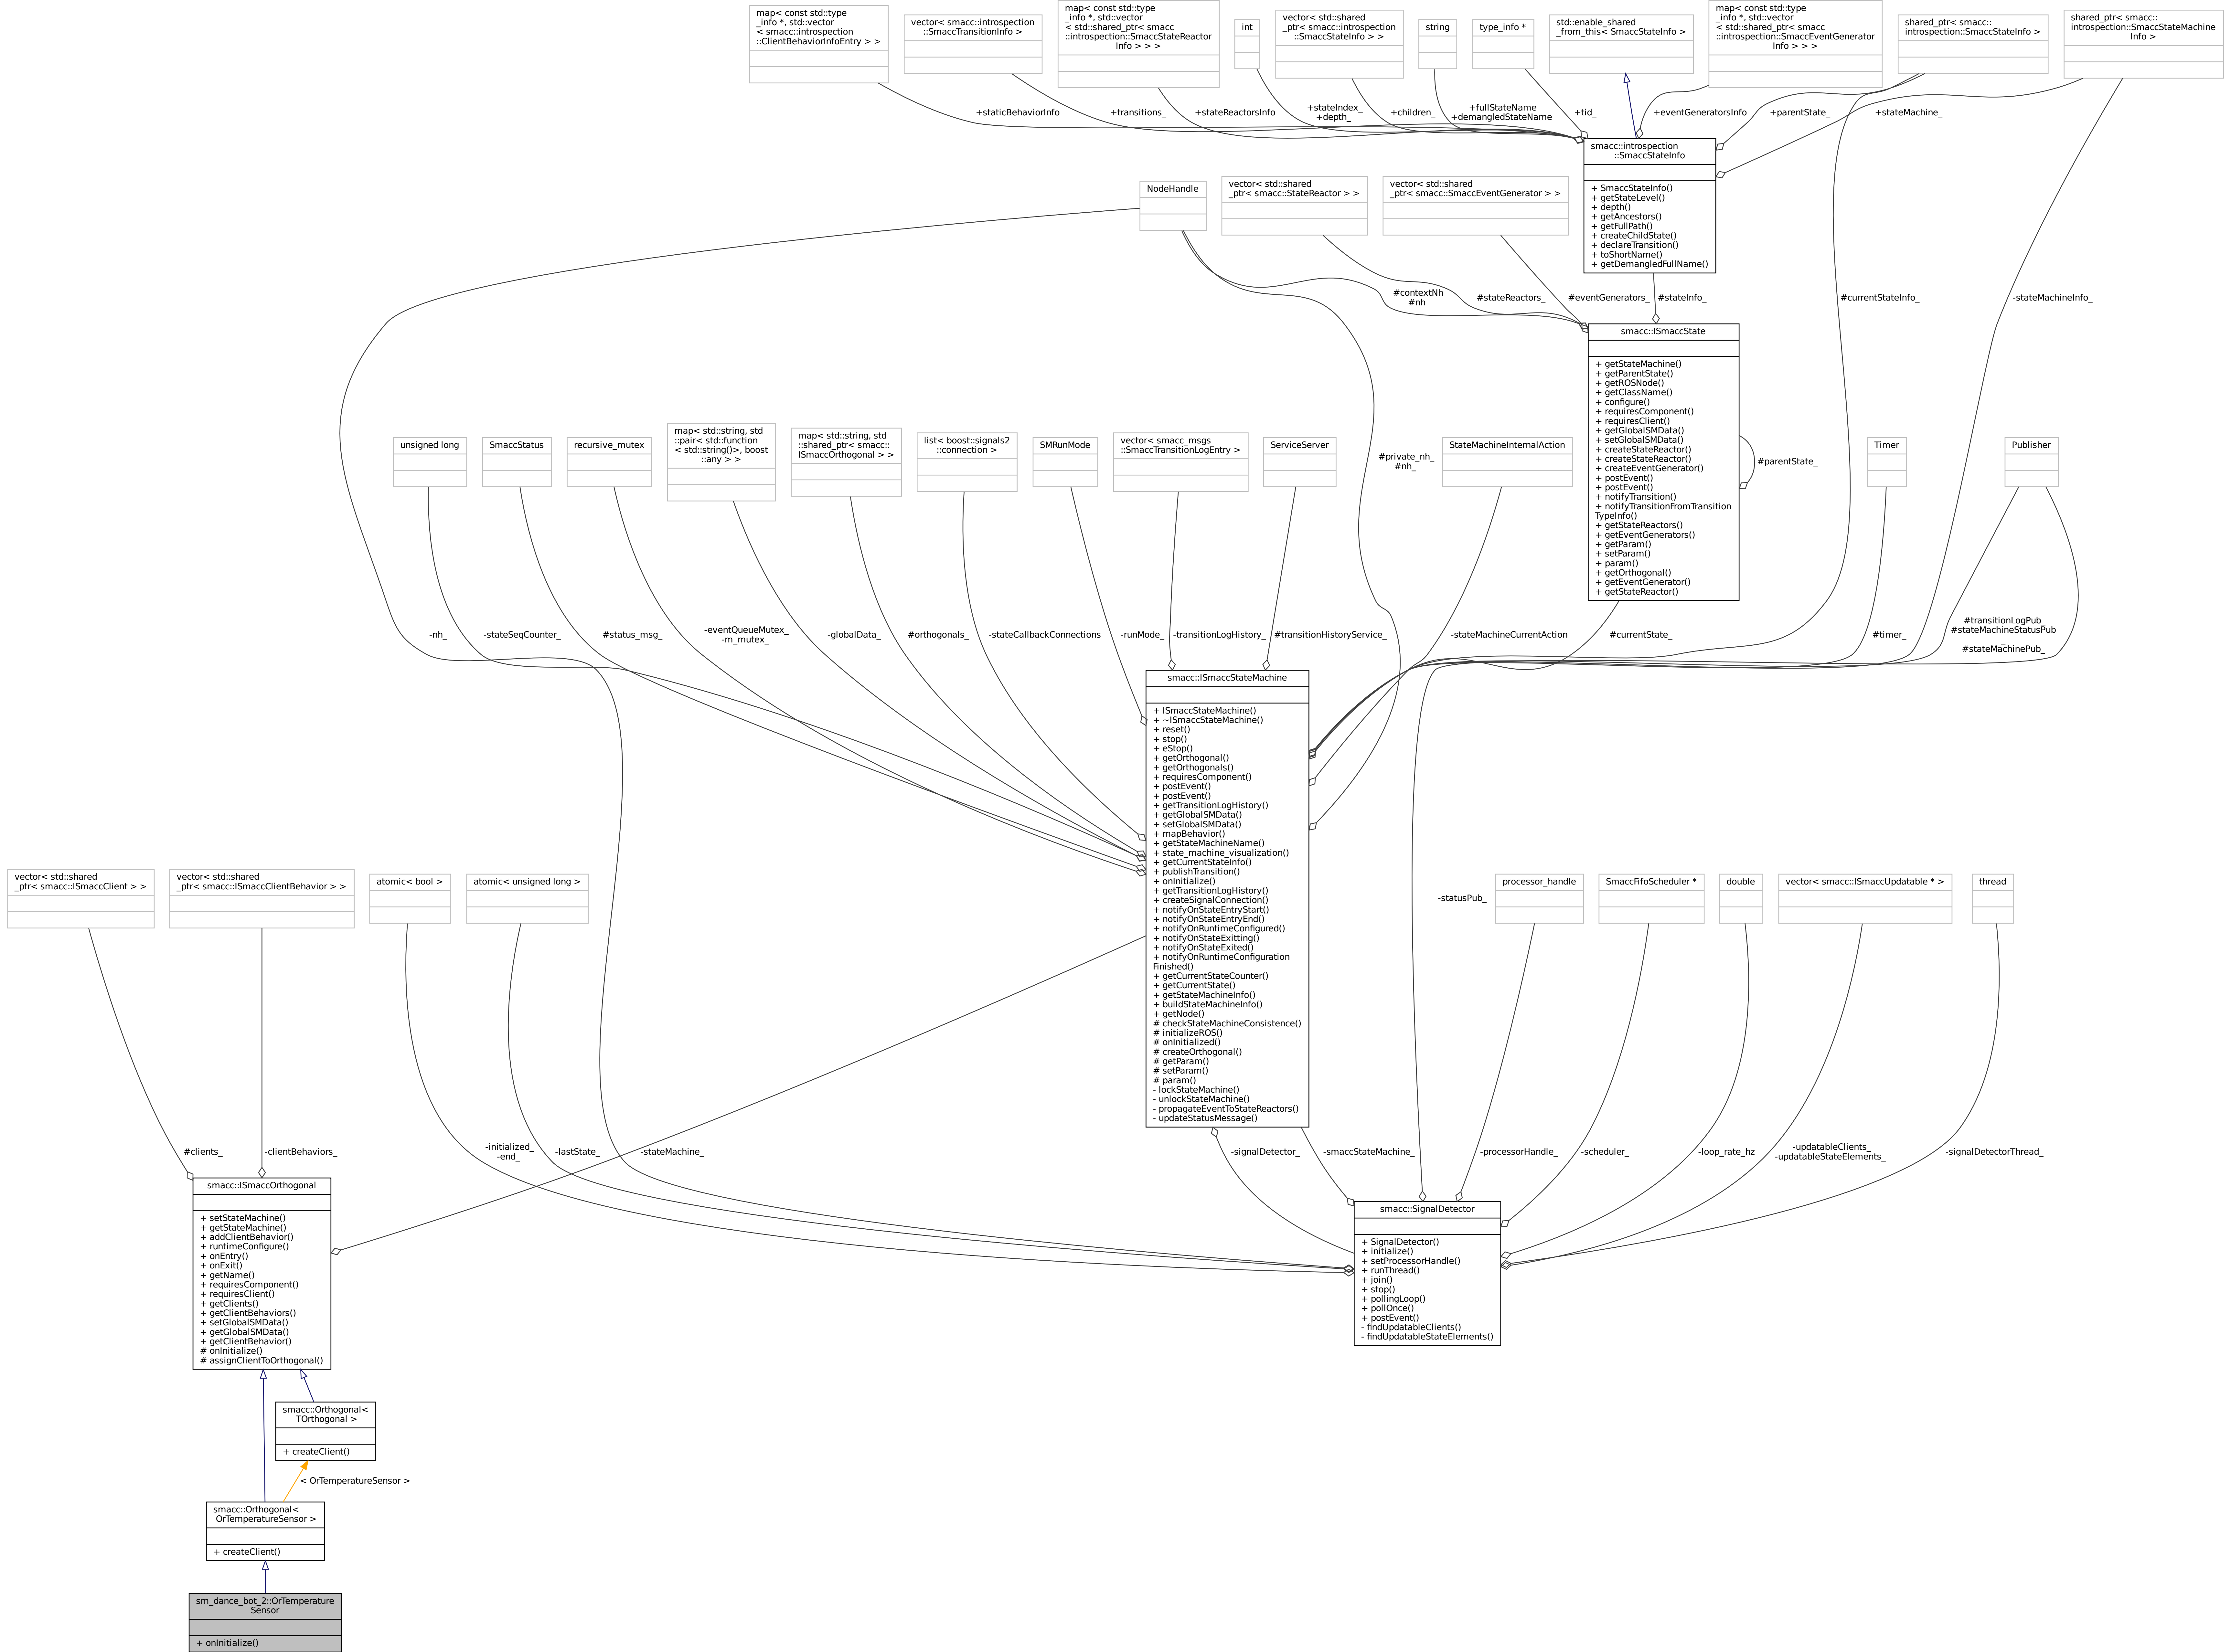 map< const std::type
_info *, std::vector
< smacc::introspection
::ClientBehaviorInfoEntry > >
vector< smacc::introspection
::SmaccTransitionInfo >
map< const std::type
_info *, std::vector
< std::shared_ptr< smacc
::introspection::SmaccStateReactor
Info > > >
int
vector< std::shared
_ptr< smacc::introspection
::SmaccStateInfo > >
string
type_info *
std::enable_shared
_from_this< SmaccStateInfo >
map< const std::type
_info *, std::vector
< std::shared_ptr< smacc
::introspection::SmaccEventGenerator
Info > > >
shared_ptr< smacc::
introspection::SmaccStateInfo >
shared_ptr< smacc::
introspection::SmaccStateMachine
Info >
+staticBehaviorInfo
+transitions_
+stateReactorsInfo
+stateIndex_
+depth_
+children_
+fullStateName
+demangledStateName
+tid_
+eventGeneratorsInfo
+parentState_
+stateMachine_
smacc::introspection
::SmaccStateInfo
+ SmaccStateInfo()
+ getStateLevel()
+ depth()
+ getAncestors()
+ getFullPath()
+ createChildState()
+ declareTransition()
+ toShortName()
+ getDemangledFullName()
NodeHandle
vector< std::shared
_ptr< smacc::StateReactor > >
vector< std::shared
_ptr< smacc::SmaccEventGenerator > >
#contextNh
#nh
#stateReactors_
#eventGenerators_
#stateInfo_
#currentStateInfo_
-stateMachineInfo_
smacc::ISmaccState
+ getStateMachine()
+ getParentState()
+ getROSNode()
+ getClassName()
+ configure()
+ requiresComponent()
+ requiresClient()
+ getGlobalSMData()
+ setGlobalSMData()
+ createStateReactor()
+ createStateReactor()
+ createEventGenerator()
+ postEvent()
+ postEvent()
+ notifyTransition()
+ notifyTransitionFromTransition
TypeInfo()
+ getStateReactors()
+ getEventGenerators()
+ getParam()
+ setParam()
+ param()
+ getOrthogonal()
+ getEventGenerator()
+ getStateReactor()
#parentState_
unsigned long
SmaccStatus
recursive_mutex
map< std::string, std
::pair< std::function
< std::string()>, boost
::any > >
map< std::string, std
::shared_ptr< smacc::
ISmaccOrthogonal > >
list< boost::signals2
::connection >
SMRunMode
vector< smacc_msgs
::SmaccTransitionLogEntry >
ServiceServer
#private_nh_
#nh_
StateMachineInternalAction
Timer
Publisher
-nh_
-stateSeqCounter_
#status_msg_
-eventQueueMutex_
-m_mutex_
-globalData_
#orthogonals_
-stateCallbackConnections
-runMode_
-transitionLogHistory_
#transitionHistoryService_
-stateMachineCurrentAction
#currentState_
#timer_
#transitionLogPub_
#stateMachineStatusPub
_
#stateMachinePub_
smacc::ISmaccStateMachine
+ ISmaccStateMachine()
+ ~ISmaccStateMachine()
+ reset()
+ stop()
+ eStop()
+ getOrthogonal()
+ getOrthogonals()
+ requiresComponent()
+ postEvent()
+ postEvent()
+ getTransitionLogHistory()
+ getGlobalSMData()
+ setGlobalSMData()
+ mapBehavior()
+ getStateMachineName()
+ state_machine_visualization()
+ getCurrentStateInfo()
+ publishTransition()
+ onInitialize()
+ getTransitionLogHistory()
+ createSignalConnection()
+ notifyOnStateEntryStart()
+ notifyOnStateEntryEnd()
+ notifyOnRuntimeConfigured()
+ notifyOnStateExitting()
+ notifyOnStateExited()
+ notifyOnRuntimeConfiguration
Finished()
+ getCurrentStateCounter()
+ getCurrentState()
+ getStateMachineInfo()
+ buildStateMachineInfo()
+ getNode()
# checkStateMachineConsistence()
# initializeROS()
# onInitialized()
# createOrthogonal()
# getParam()
# setParam()
# param()
- lockStateMachine()
- unlockStateMachine()
- propagateEventToStateReactors()
- updateStatusMessage()
vector< std::shared
_ptr< smacc::ISmaccClient > >
vector< std::shared
_ptr< smacc::ISmaccClientBehavior > >
atomic< bool >
atomic< unsigned long >
-statusPub_
processor_handle
SmaccFifoScheduler *
double
vector< smacc::ISmaccUpdatable * >
thread
#clients_
-clientBehaviors_
-initialized_
-end_
-lastState_
-stateMachine_
-signalDetector_
-smaccStateMachine_
-processorHandle_
-scheduler_
-loop_rate_hz
-updatableClients_
-updatableStateElements_
-signalDetectorThread_
smacc::ISmaccOrthogonal
+ setStateMachine()
+ getStateMachine()
+ addClientBehavior()
+ runtimeConfigure()
+ onEntry()
+ onExit()
+ getName()
+ requiresComponent()
+ requiresClient()
+ getClients()
+ getClientBehaviors()
+ setGlobalSMData()
+ getGlobalSMData()
+ getClientBehavior()
# onInitialize()
# assignClientToOrthogonal()
smacc::SignalDetector
+ SignalDetector()
+ initialize()
+ setProcessorHandle()
+ runThread()
+ join()
+ stop()
+ pollingLoop()
+ pollOnce()
+ postEvent()
- findUpdatableClients()
- findUpdatableStateElements()
smacc::Orthogonal<
TOrthogonal >
+ createClient()
< OrTemperatureSensor >
smacc::Orthogonal<
OrTemperatureSensor >
+ createClient()
sm_dance_bot_2::OrTemperature
Sensor
+ onInitialize()